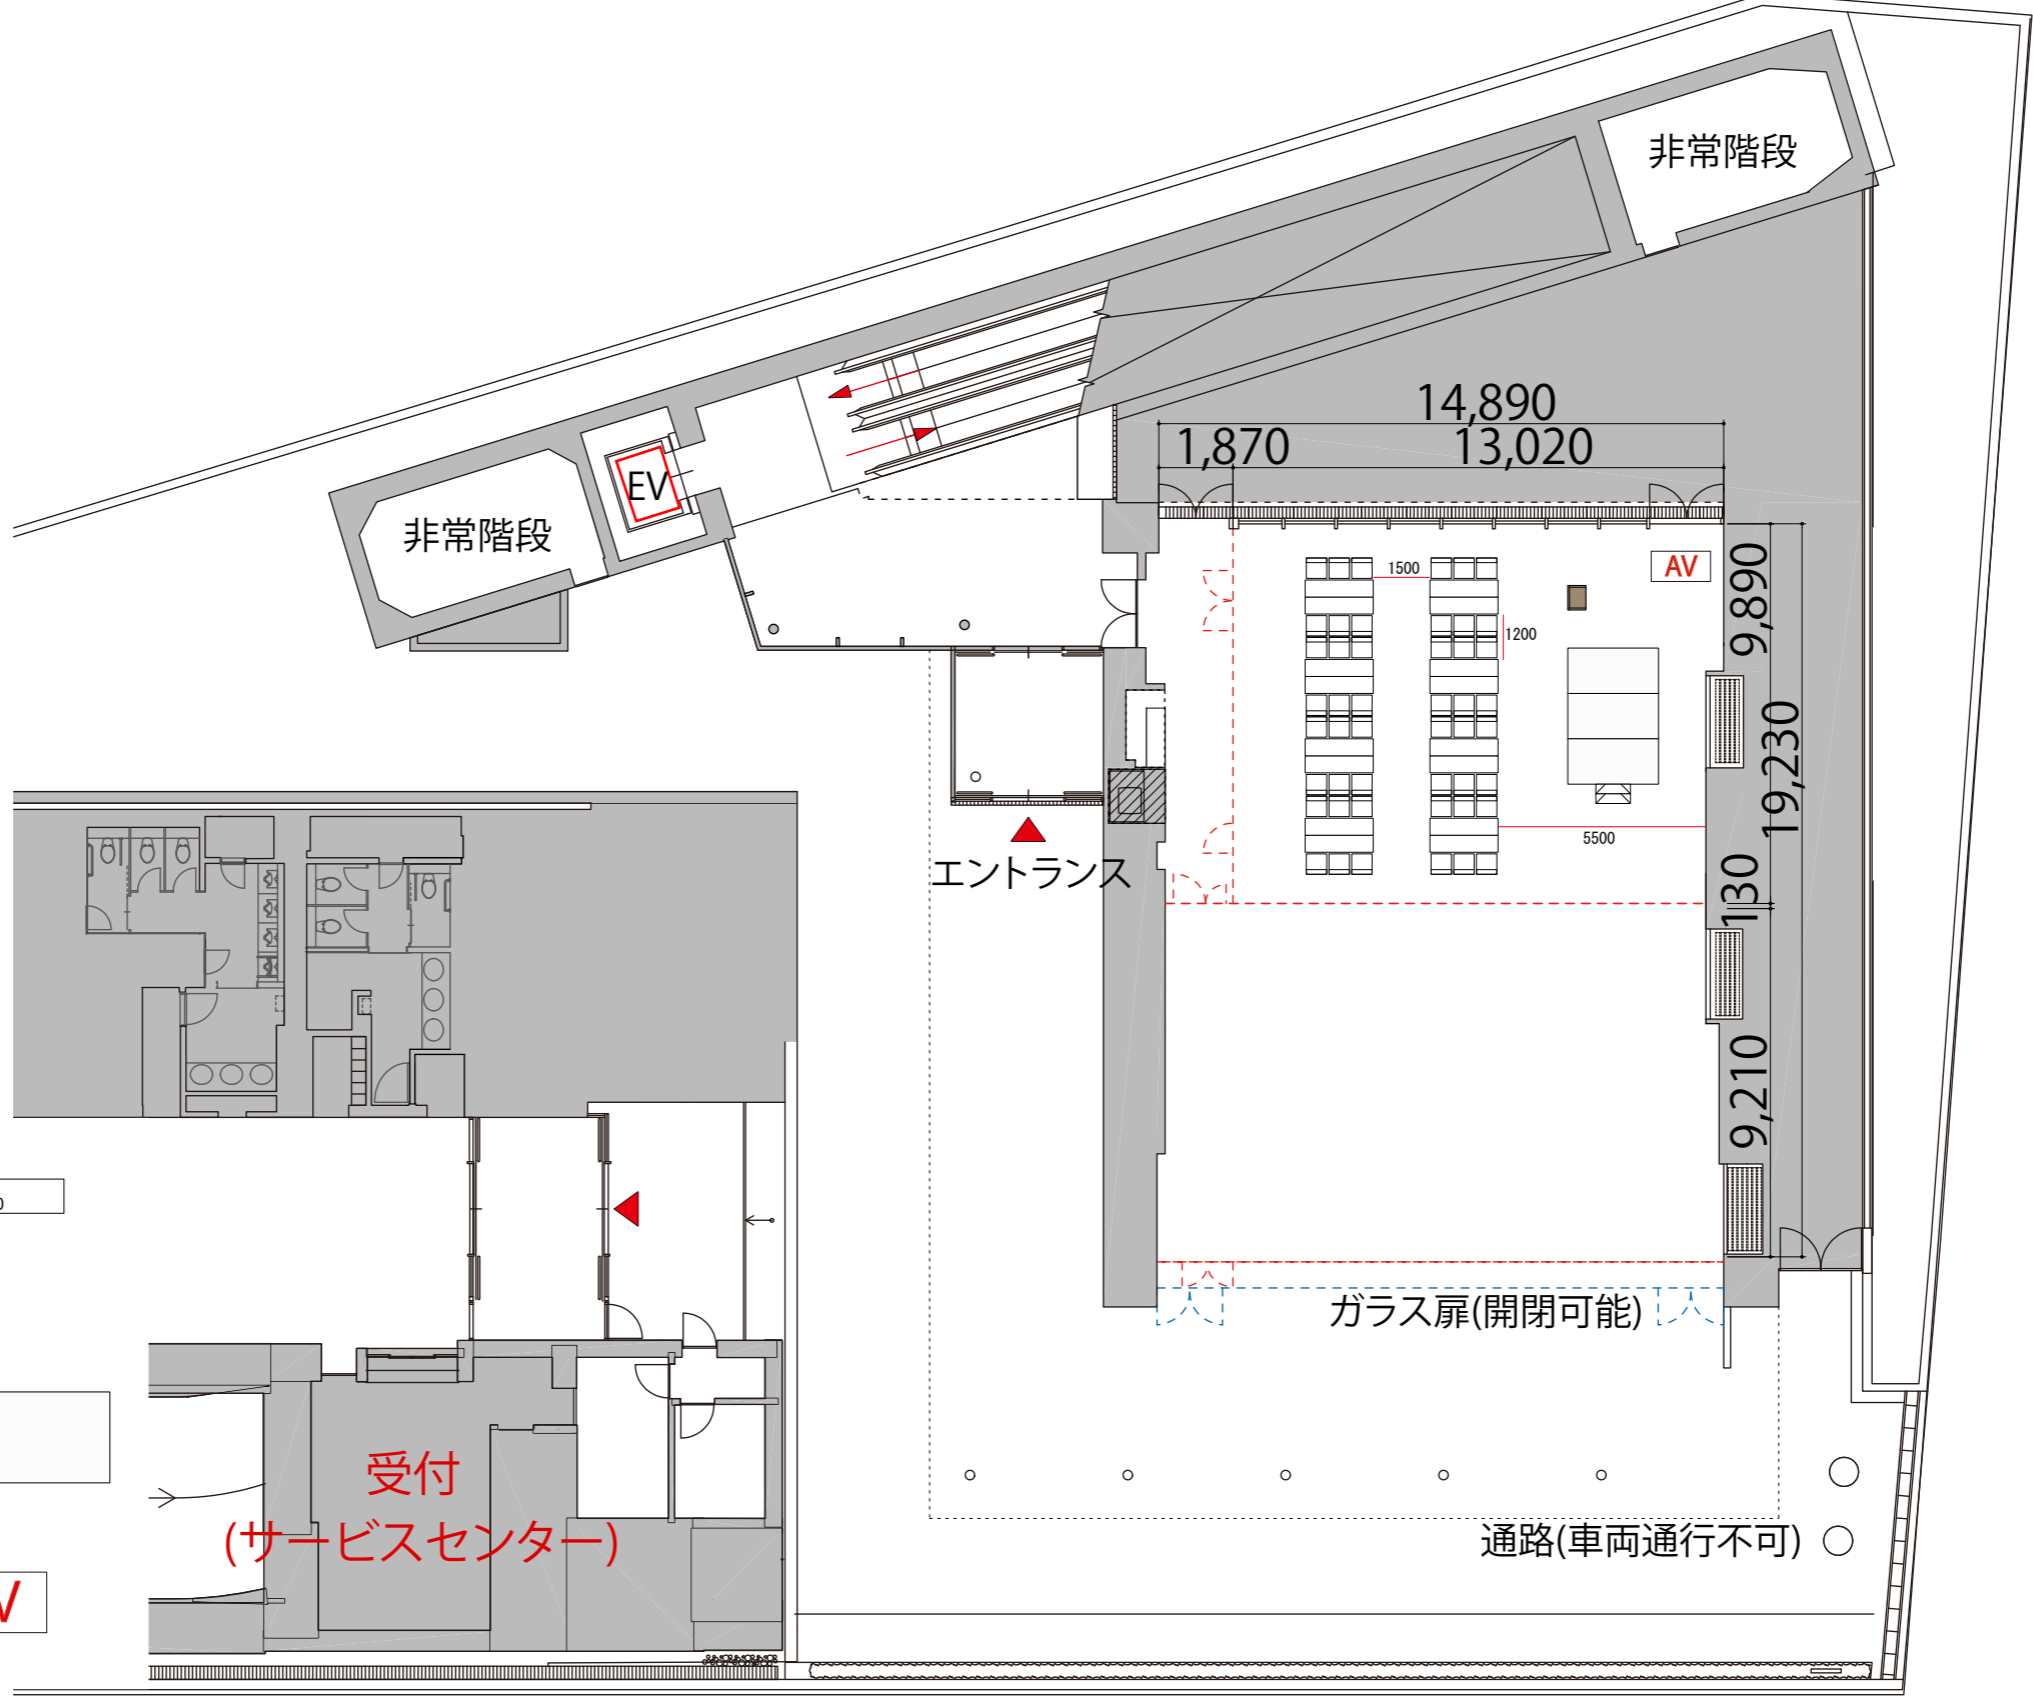 非常階段
14,890
1,870
13,020
EV
非常階段
AV
1500
9,890
1200
19,230
5500
エントランス
130
9,210
ガラス扉(開閉可能)
受付
(サービスセンター)
通路(車両通行不可)